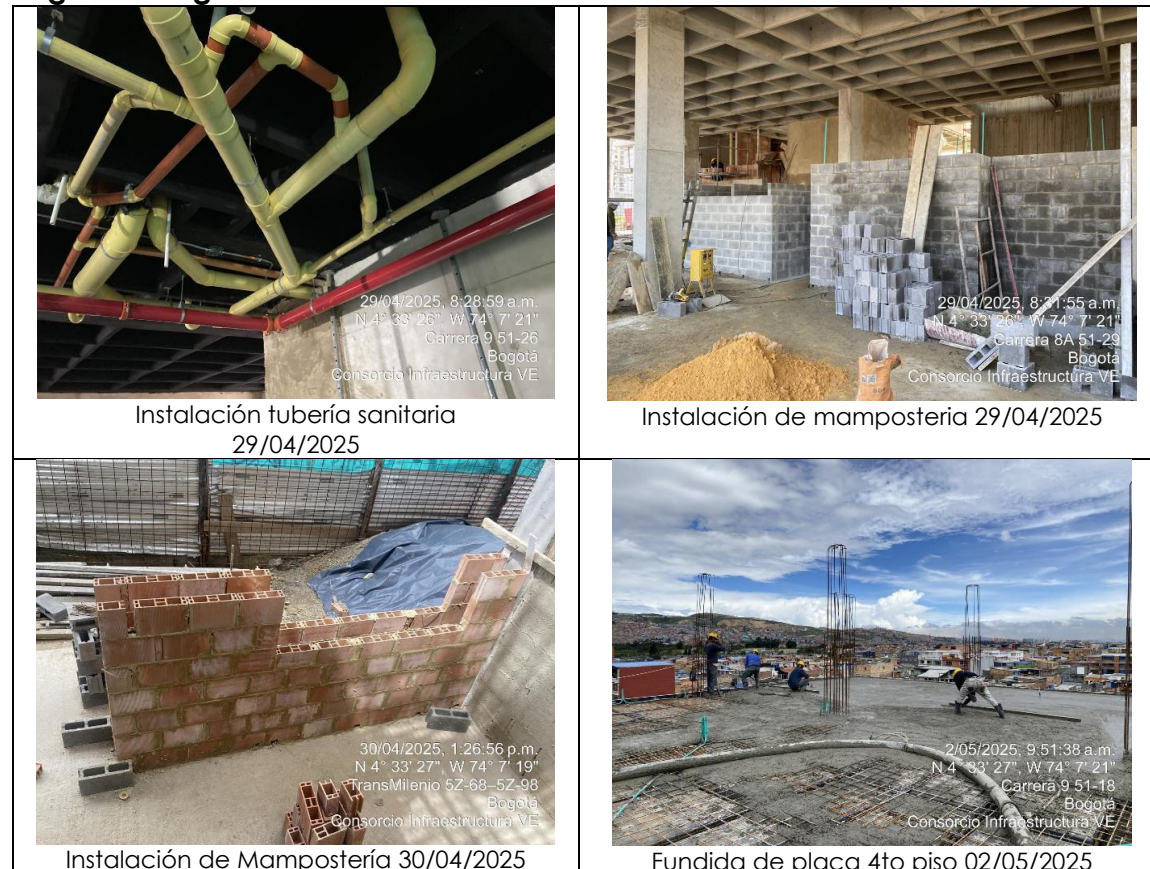 29/04/2025, 8:28:59 a.m.
N 4° 33' 26", W 74° 7' 21"
Carrera 9 51-26
Bogotá
Consorcio Infraestructura VE
Instalación tubería sanitaria
29/04/2025
29/04/2025, 8:31:55 a.m.
N 4° 33' 26", W 74° 7' 21"
Carrera 8A 51-29
Bogotá
Consorcio Infraestructura VE
Instalación de mamposteria 29/04/2025
30/04/2025, 1:26:56 p.m.
N 4° 33' 27", W 74° 7' 19"
TransMilenio 5Z-68–5Z-98
Bogotá
Consorcio Infraestructura VE
Instalación de Mampostería 30/04/2025
2/05/2025, 9:51:38 a.m.
N 4° 33' 27", W 74° 7' 21"
Carrera 9 51-18
Bogotá
Consorcio Infraestructura VE
Fundida de placa 4to piso 02/05/2025